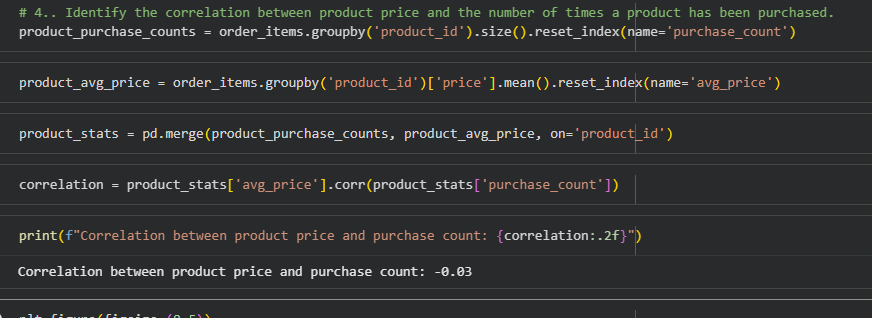 # 4.. Identify the correlation between product price and the number of times a product has been purchased.
product_purchase_counts = order_items.groupby('product_id').size().reset_index(name='purchase_count')
product_avg_price = order_items.groupby('product_id')['price'].mean().reset_index(name='avg_price')
product_stats = pd.merge(product_purchase_counts, product_avg_price, on='product_id')
correlation = product_stats['avg_price'].corr(product_stats['purchase_count'])
print(f"Correlation between product price and purchase count: {correlation:.2f}")
Correlation between product price and purchase count: -0.03